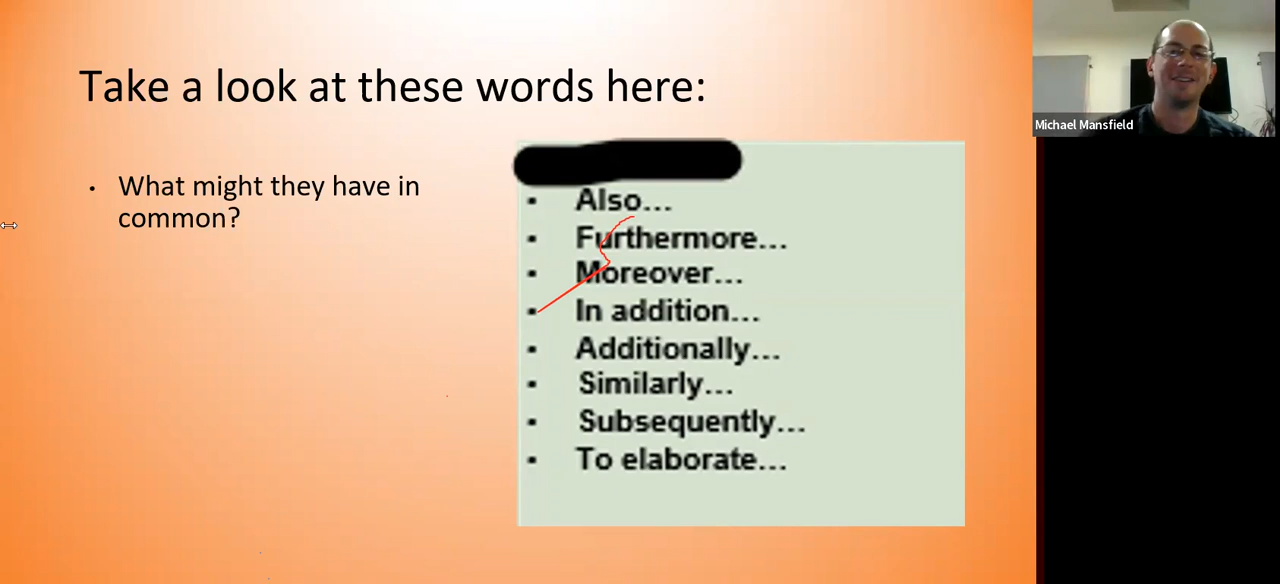 Take a look at these words here:
• What might they have in
common?
• Also...
• Furthermore...
• Moreover...
• In addition...
• Additionally...
• Similarly...
• Subsequently...
• To elaborate...
Michael Mansfield